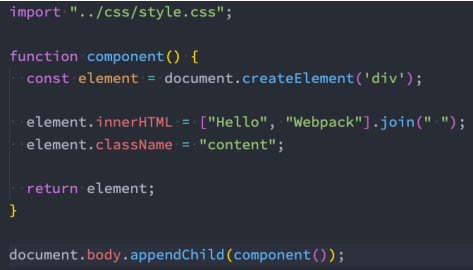 import "../css/style.css";
function component() {
  const element = document.createElement('div');
  element.innerHTML = ["Hello", "Webpack"].join(" ");
  element.className = "content";
  return element;
}
document.body.appendChild(component());